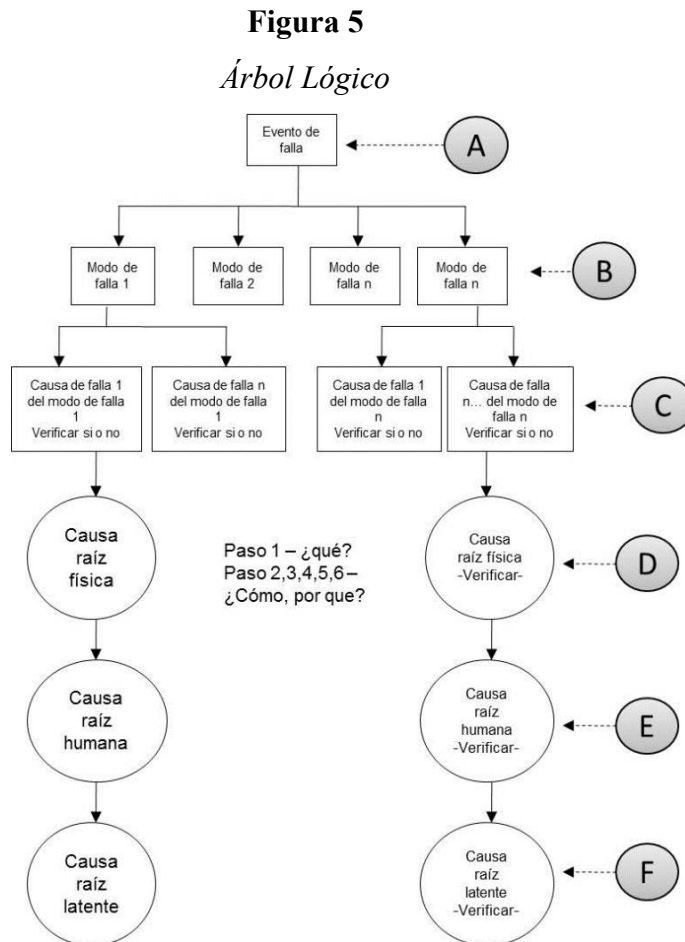 Figura 5
Árbol Lógico
Evento de
falla
A
Modo de
falla 1
Modo de
falla 2
Modo de
falla n
Modo de
falla n
B
Causa de falla 1
del modo de falla
1
Verificar si o no
Causa de falla n
del modo de falla
1
Verificar si o no
Causa de falla 1
del modo de falla
n
Verificar si o no
Causa de falla
n... del modo de
falla n
Verificar si o no
C
Causa
raíz
física
Paso 1 – ¿qué?
Paso 2,3,4,5,6 –
¿Cómo, por que?
Causa
raíz física
-Verificar-
D
Causa
raíz
humana
Causa
raíz
humana
-Verificar-
E
Causa
raíz
latente
Causa
raíz
latente
-Verificar-
F